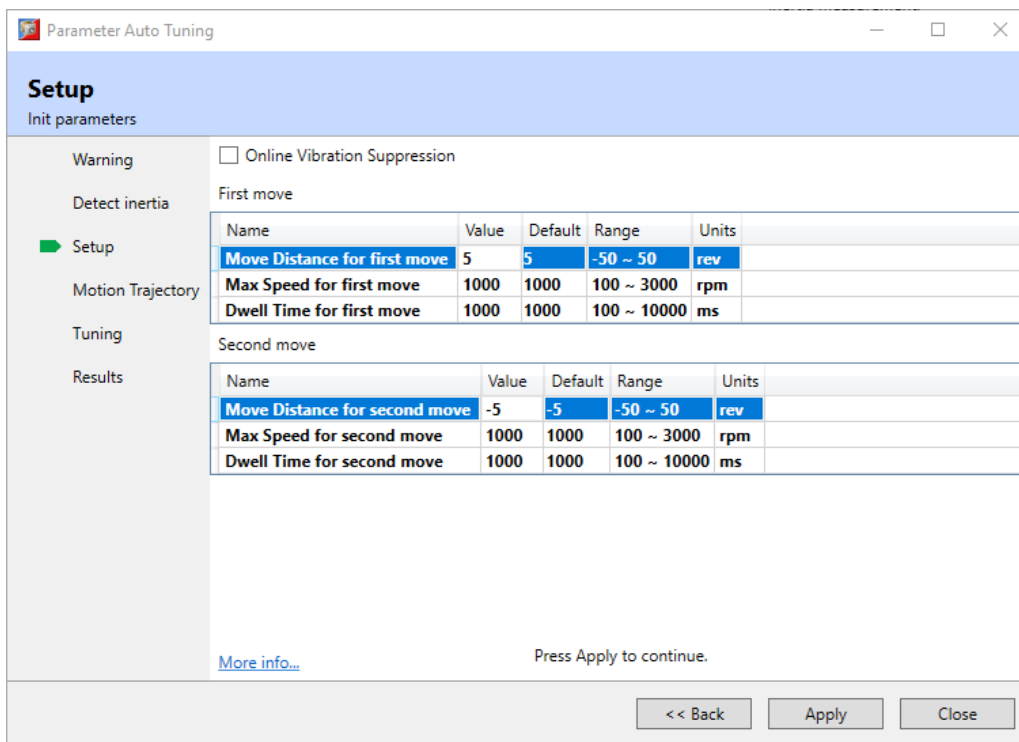 Parameter Auto Tuning
Setup
Init parameters
Warning
Detect inertia
Setup
Motion Trajectory
Tuning
Results
Online Vibration Suppression
First move
Name Value Default Range Units
Move Distance for first move 5 5 -50 ~ 50 rev
Max Speed for first move 1000 1000 100 ~ 3000 rpm
Dwell Time for first move 1000 1000 100 ~ 10000 ms
Second move
Name Value Default Range Units
Move Distance for second move -5 -5 -50 ~ 50 rev
Max Speed for second move 1000 1000 100 ~ 3000 rpm
Dwell Time for second move 1000 1000 100 ~ 10000 ms
More info... Press Apply to continue.
<< Back Apply Close